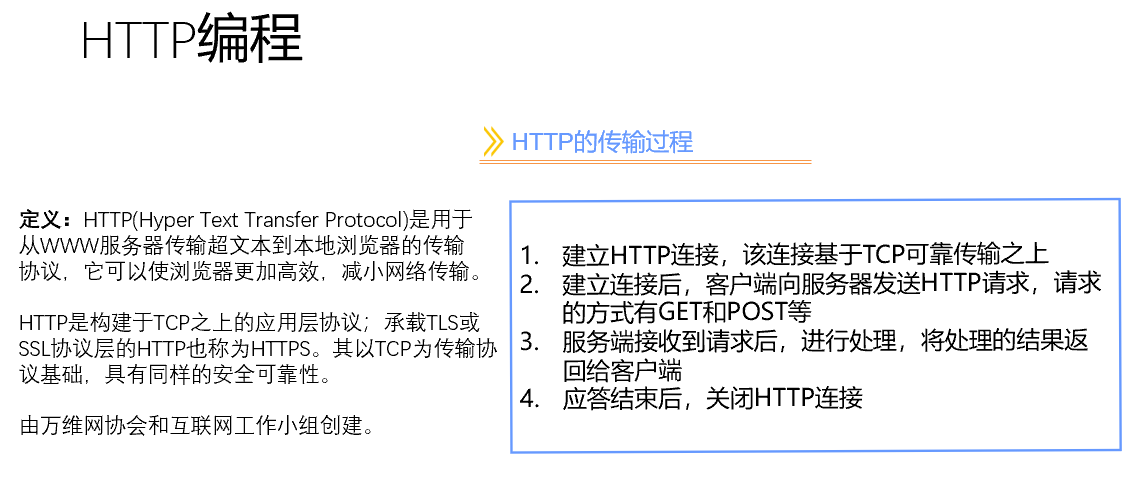 HTTP编程
HTTP的传输过程
定义：HTTP(Hyper Text Transfer Protocol)是用于
从WWW服务器传输超文本到本地浏览器的传输
协议，它可以使浏览器更加高效，减小网络传输。
HTTP是构建于TCP之上的应用层协议；承载TLS或
SSL协议层的HTTP也称为HTTPS。其以TCP为传输协
议基础，具有同样的安全可靠性。
由万维网协会和互联网工作小组创建。
1. 建立HTTP连接，该连接基于TCP可靠传输之上
2. 建立连接后，客户端向服务器发送HTTP请求，请求
的方式有GET和POST等
3. 服务端接收到请求后，进行处理，将处理的结果返
回给客户端
4. 应答结束后，关闭HTTP连接